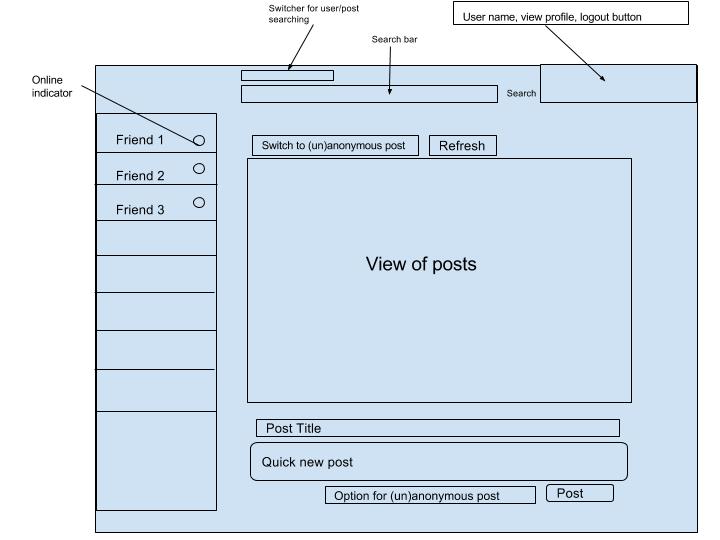 Switcher for user/post
searching
User name, view profile, logout button
Search bar
Online
indicator
Search
Friend 1
Switch to (un)anonymous post
Refresh
Friend 2
Friend 3
View of posts
Post Title
Quick new post
Option for (un)anonymous post
Post